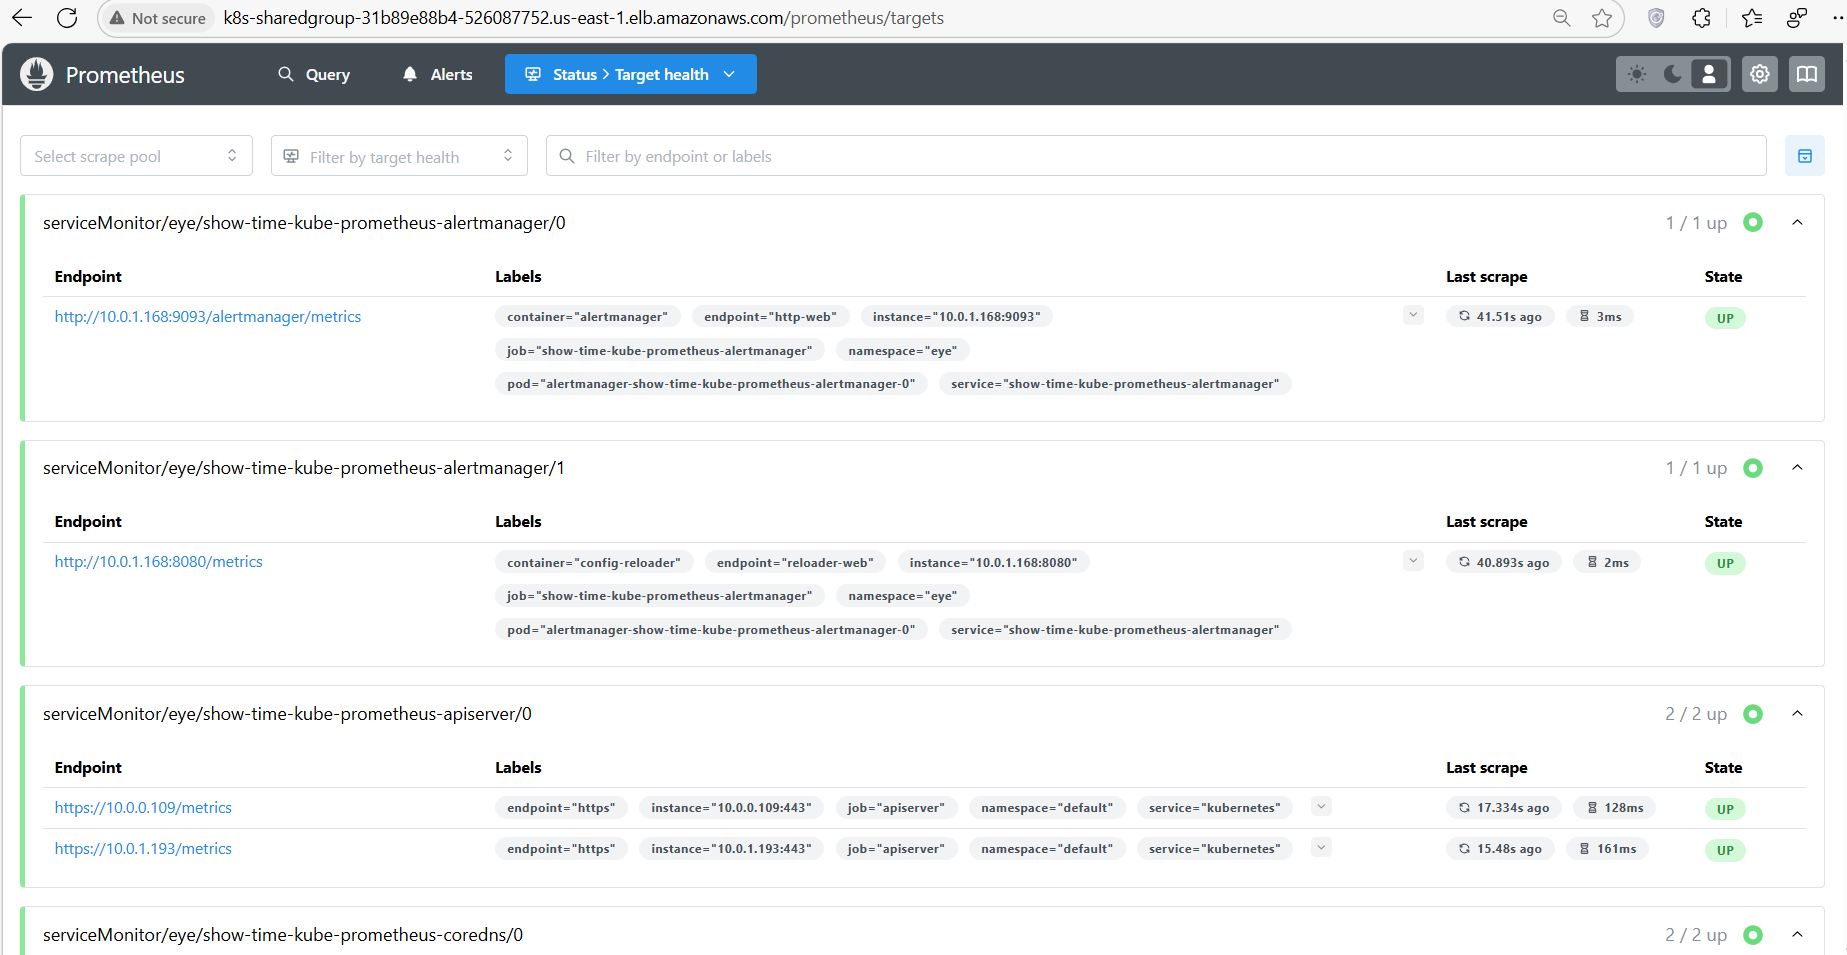 Not secure k8s-sharedgroup-31b89e88b4-526087752.us-east-1.elb.amazonaws.com/prometheus/targets
Prometheus Query Alerts Status > Target health
Select scrape pool Filter by target health Filter by endpoint or labels
serviceMonitor/eye/show-time-kube-prometheus-alertmanager/0 1 / 1 up
Endpoint Labels Last scrape State
http://10.0.1.168:9093/alertmanager/metrics container="alertmanager" endpoint="http-web" instance="10.0.1.168:9093" 41.51s ago 3ms UP
job="show-time-kube-prometheus-alertmanager" namespace="eye"
pod="alertmanager-show-time-kube-prometheus-alertmanager-0" service="show-time-kube-prometheus-alertmanager"
serviceMonitor/eye/show-time-kube-prometheus-alertmanager/1 1 / 1 up
Endpoint Labels Last scrape State
http://10.0.1.168:8080/metrics container="config-reloader" endpoint="reloader-web" instance="10.0.1.168:8080" 40.893s ago 2ms UP
job="show-time-kube-prometheus-alertmanager" namespace="eye"
pod="alertmanager-show-time-kube-prometheus-alertmanager-0" service="show-time-kube-prometheus-alertmanager"
serviceMonitor/eye/show-time-kube-prometheus-apiserver/0 2 / 2 up
Endpoint Labels Last scrape State
https://10.0.0.109/metrics endpoint="https" instance="10.0.0.109:443" job="apiserver" namespace="default" service="kubernetes" 17.334s ago 128ms UP
https://10.0.1.193/metrics endpoint="https" instance="10.0.1.193:443" job="apiserver" namespace="default" service="kubernetes" 15.48s ago 161ms UP
serviceMonitor/eye/show-time-kube-prometheus-coredns/0 2 / 2 up